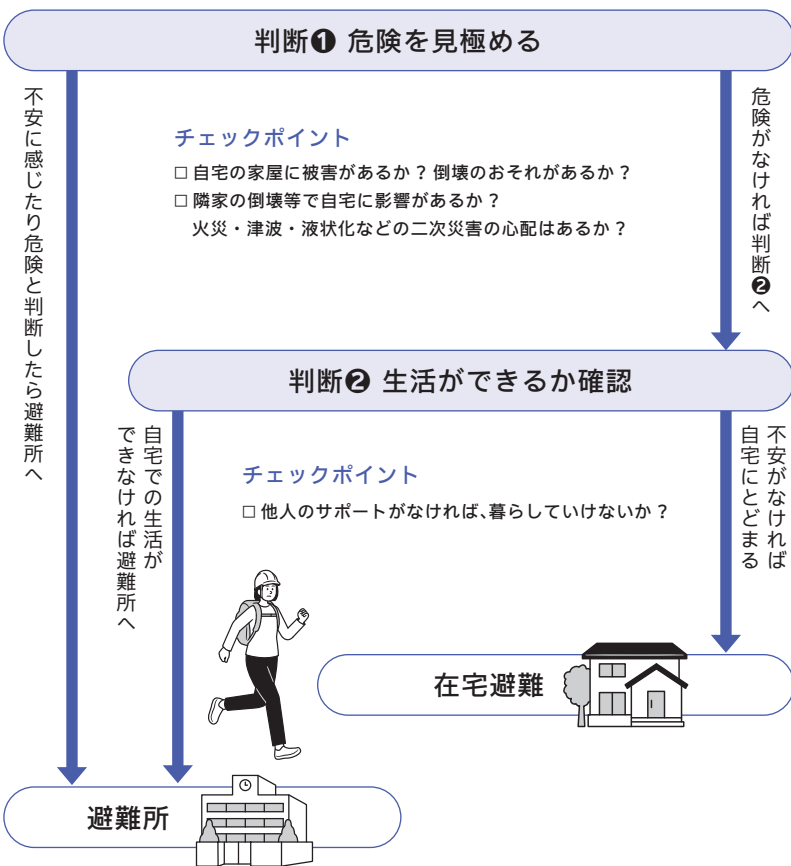 判断❶ 危険を見極める
不安に感じたり危険と判断したら避難所へ
チェックポイント
□ 自宅の家屋に被害があるか？ 倒壊のおそれがあるか？
□ 隣家の倒壊等で自宅に影響があるか？
火災・津波・液状化などの二次災害の心配はあるか？
危険がなければ判断❷へ
判断❷ 生活ができるか確認
自宅での生活が
できなければ避難所へ
チェックポイント
□ 他人のサポートがなければ、暮らしていけないか？
不安がなければ
自宅にとどまる
在宅避難
避難所